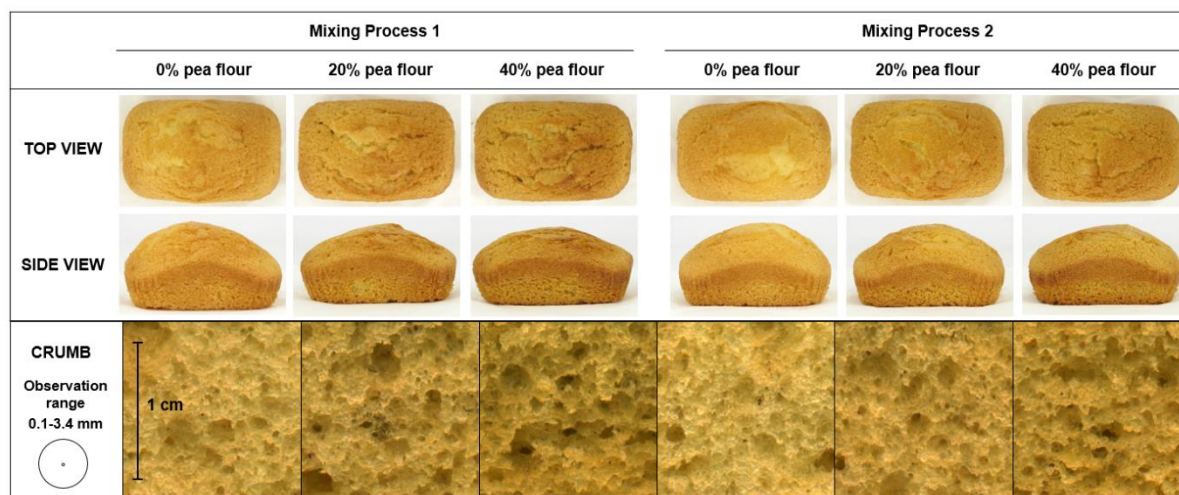 Mixing Process 1
Mixing Process 2
0% pea flour
20% pea flour
40% pea flour
0% pea flour
20% pea flour
40% pea flour
TOP VIEW
SIDE VIEW
CRUMB
Observation
range
0.1-3.4 mm
1 cm